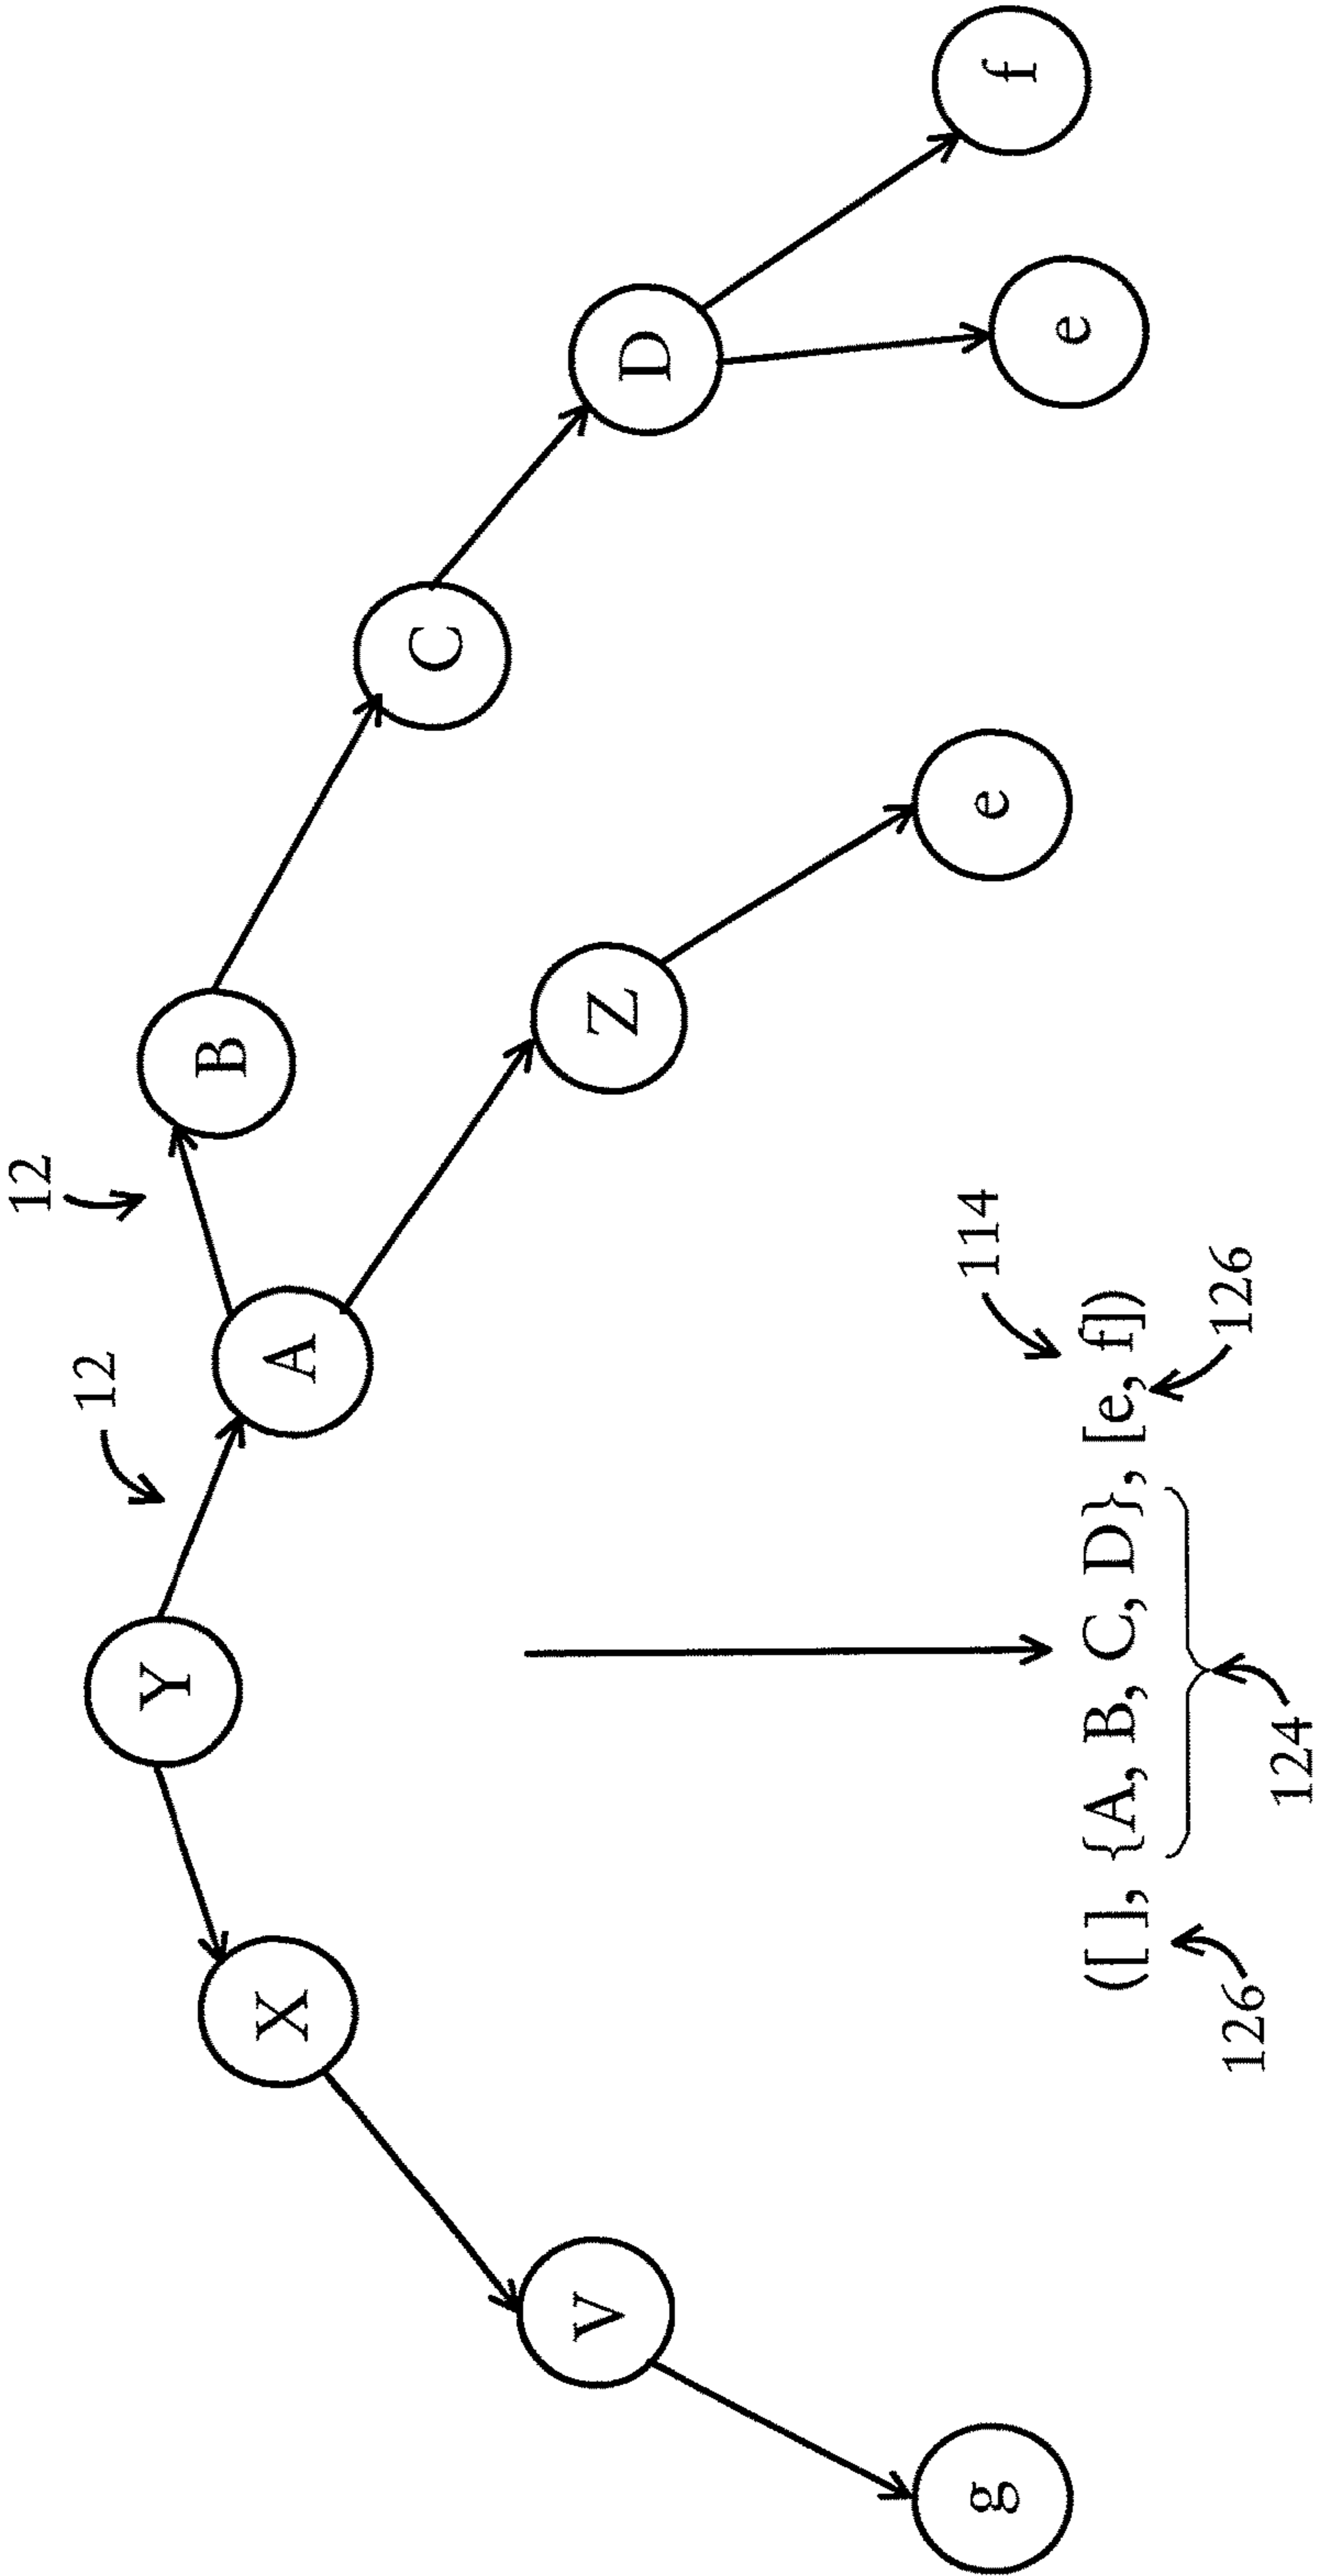 12
12
Y
B
X
A
C
V
Z
D
g
114
e
f
e
([ ], {A, B, C, D}, [e, f])
126
126
124